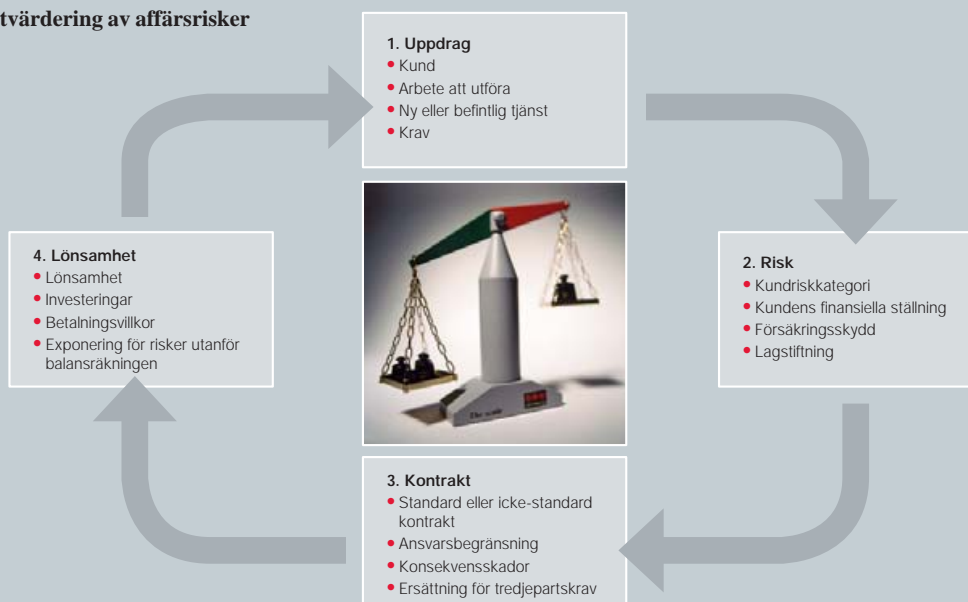 tvärdering av affärsrisker
1. Uppdrag
• Kund
• Arbete att utföra
• Ny eller befintlig tjänst
• Krav
2. Risk
• Kundriskkategori
• Kundens finansiella ställning
• Försäkringsskydd
• Lagstiftning
3. Kontrakt
• Standard eller icke-standard
kontrakt
• Ansvarsbegränsning
• Konsekvensskador
• Ersättning för tredjepartskrav
4. Lönsamhet
• Lönsamhet
• Investeringar
• Betalningsvillkor
• Exponering för risker utanför
balansräkningen